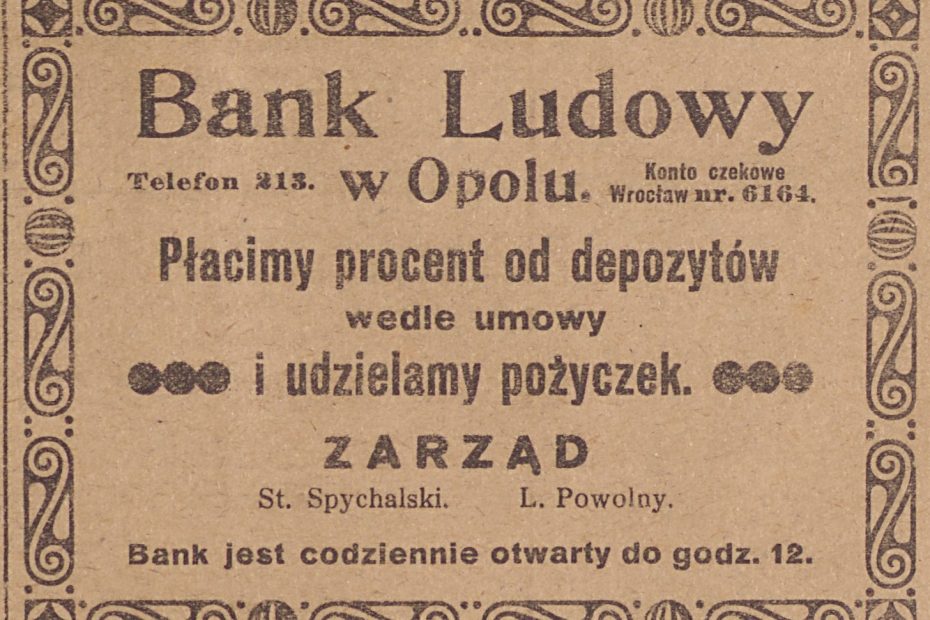 Bank Ludowy
Telefon 213. w Opolu. Konto czekowe Wrocław nr. 6164.
Płacimy procent od depozytów
wedle umowy
i udzielamy pożyczek.
ZARZĄD
St. Spychalski. L. Powolny.
Bank jest codziennie otwarty do godz. 12.